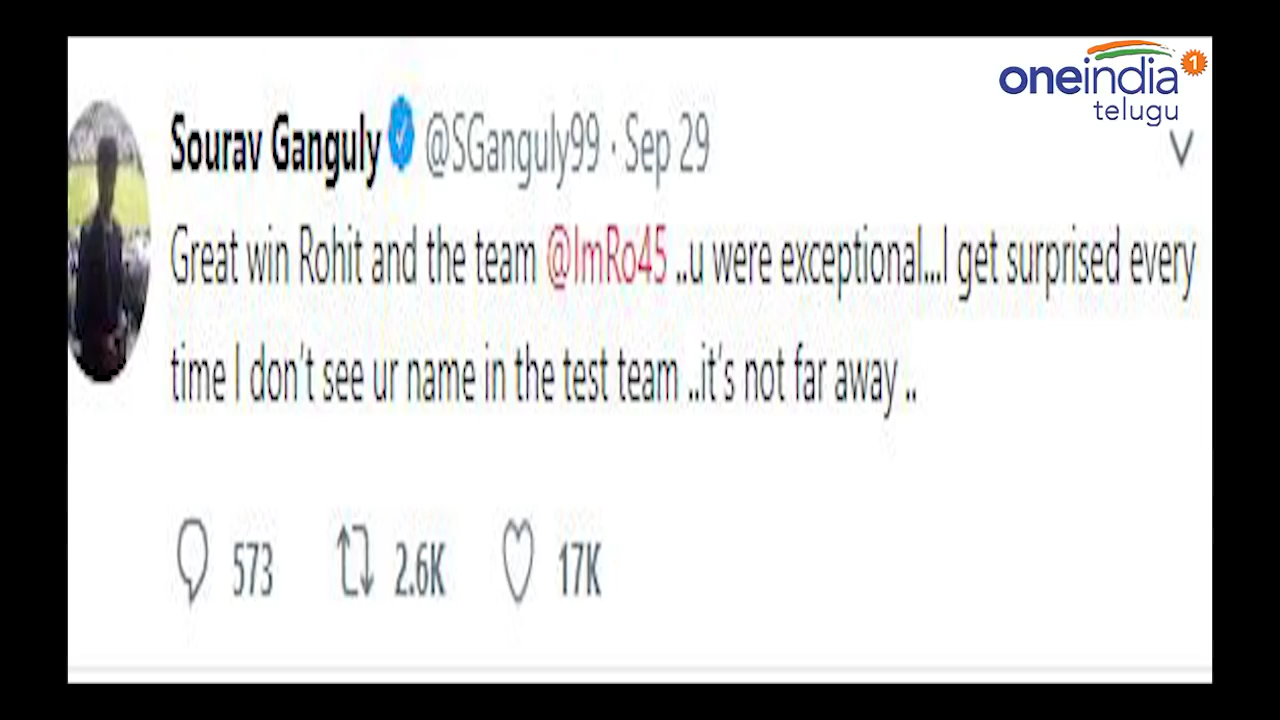 oneindia 1
telugu
Sourav Ganguly @SGanguly99 · Sep 29
Great win Rohit and the team @ImRo45 ..u were exceptional...I get surprised every
time I don't see ur name in the test team ..it's not far away ..
573 2.6K 17K